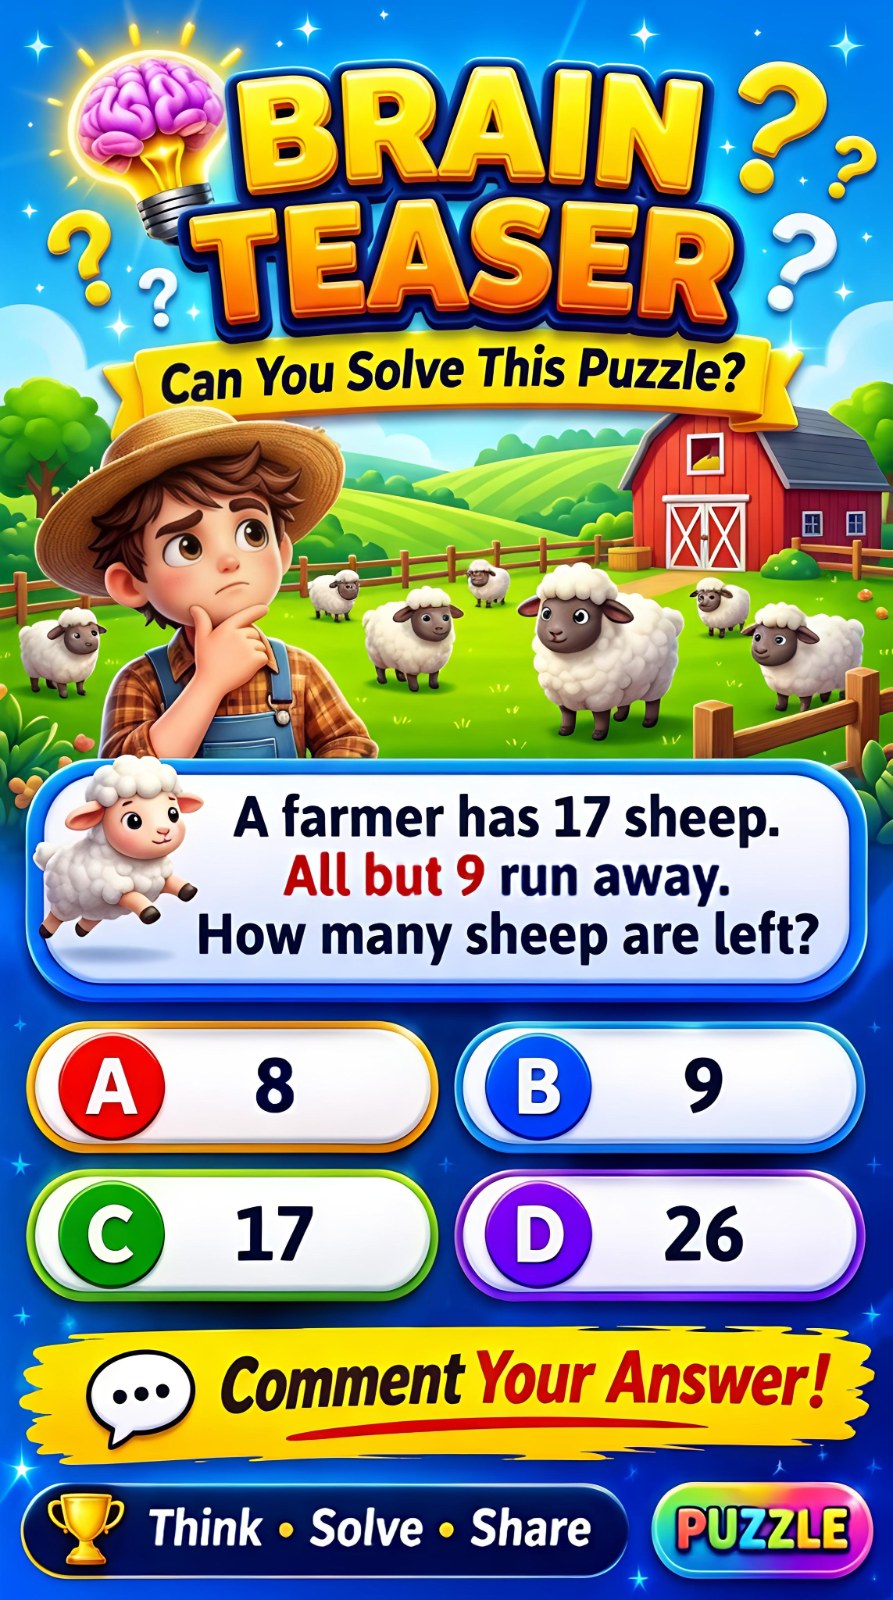 BRAIN
TEASER
Can You Solve This Puzzle?
A farmer has 17 sheep.
All but 9 run away.
How many sheep are left?
A 8
B 9
C 17
D 26
Comment Your Answer!
Think • Solve • Share
PUZZLE